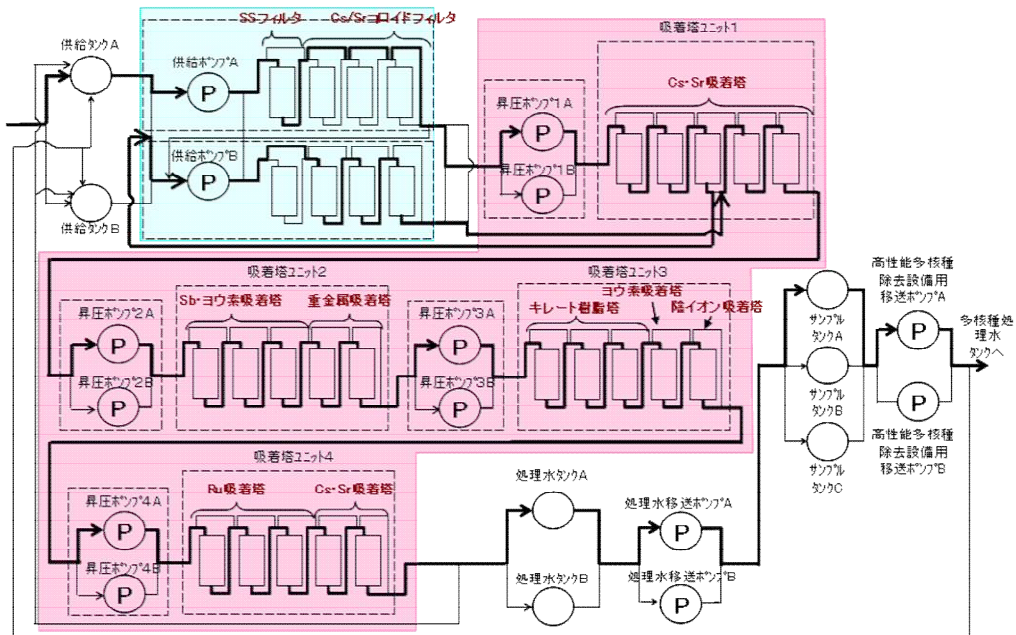 SSフィルタ
Cs/Srコロイドフィルタ
供給タンクA
供給ポンプA
P
供給ポンプB
P
供給タンクB
吸着塔ユニット1
Cs・Sr吸着塔
昇圧ポンプ1A
P
昇圧ポンプ1B
P
吸着塔ユニット2
Sb・ヨウ素吸着塔
重金属吸着塔
昇圧ポンプ2A
P
昇圧ポンプ2B
P
吸着塔ユニット3
ヨウ素吸着塔
キレート樹脂塔
陰イオン吸着塔
昇圧ポンプ3A
P
昇圧ポンプ3B
P
吸着塔ユニット4
Ru吸着塔
Cs・Sr吸着塔
昇圧ポンプ4A
P
昇圧ポンプ4B
P
処理水タンクA
処理水タンクB
処理水移送ポンプA
P
処理水移送ポンプB
P
サンプル
タンクA
サンプル
タンクB
サンプル
タンクC
高性能多核種
除去設備用
移送ポンプA
P
P
高性能多核種
除去設備用
移送ポンプB
多核種処
理水
タンクへ